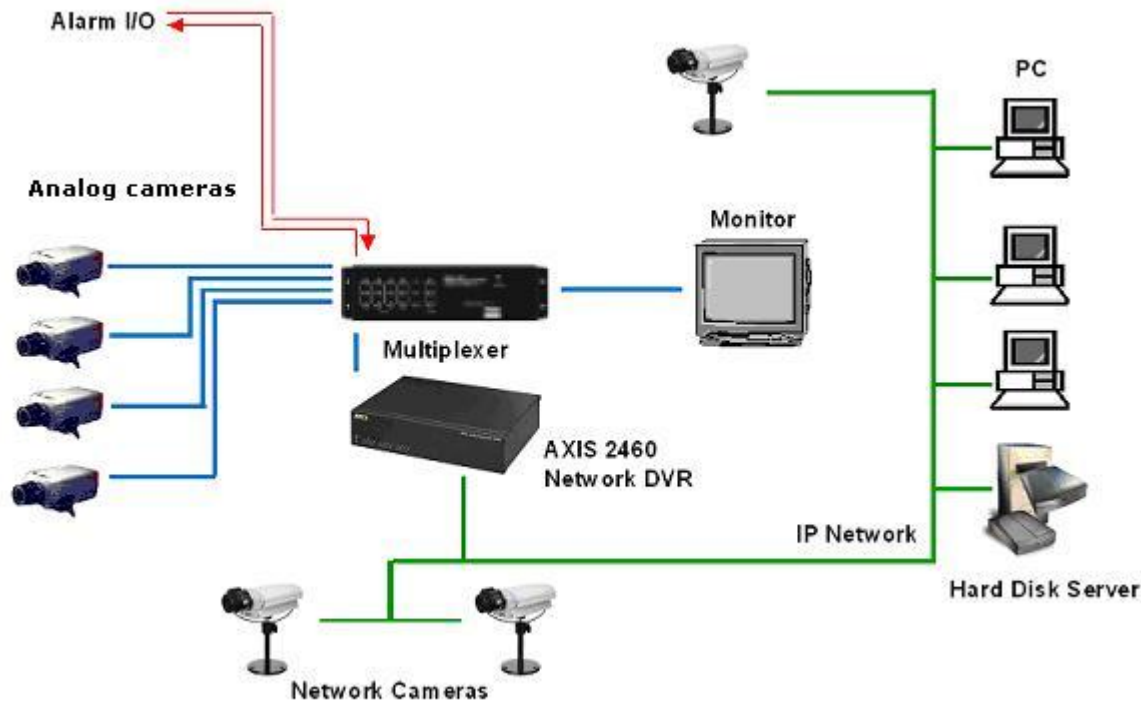 Alarm I/O
PC
Analog cameras
Monitor
Multiplexer
AXIS 2460
Network DVR
IP Network
Hard Disk Server
Network Cameras